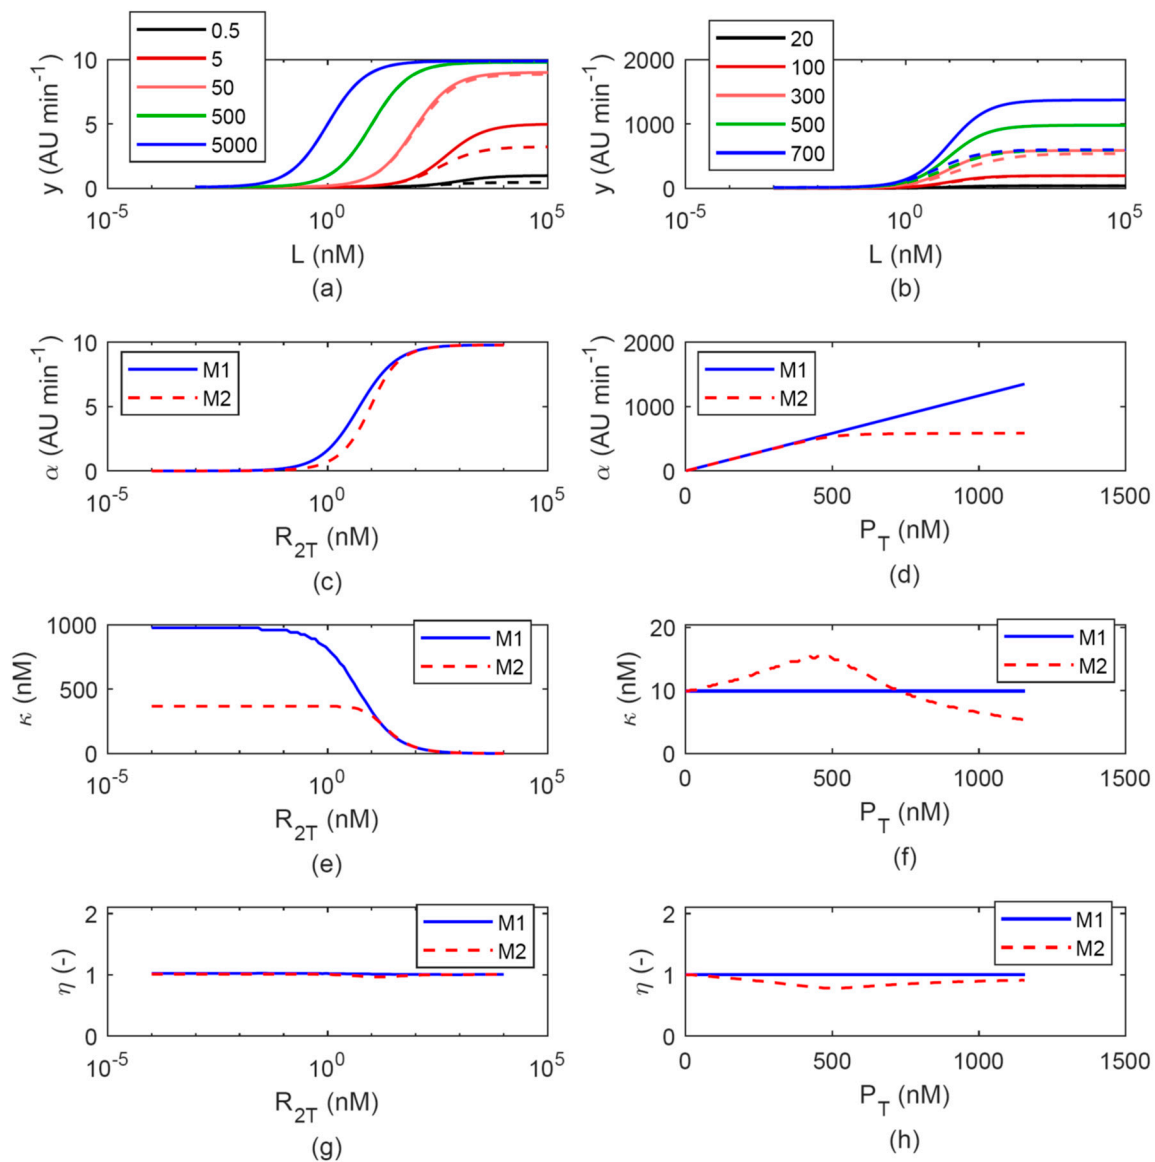 0.5
5
50
500
5000
10
5
0
y (AU min⁻¹)
10⁻⁵
10⁰
10⁵
L (nM)
(a)
20
100
300
500
700
2000
1000
0
y (AU min⁻¹)
10⁻⁵
10⁰
10⁵
L (nM)
(b)
10
5
0
α (AU min⁻¹)
M1
M2
10⁻⁵
10⁰
10⁵
R₂T (nM)
(c)
2000
1000
0
α (AU min⁻¹)
M1
M2
0
500
1000
1500
P_T (nM)
(d)
1000
500
0
κ (nM)
M1
M2
10⁻⁵
10⁰
10⁵
R₂T (nM)
(e)
20
10
0
κ (nM)
M1
M2
0
500
1000
1500
P_T (nM)
(f)
2
1
0
η (-)
M1
M2
10⁻⁵
10⁰
10⁵
R₂T (nM)
(g)
2
1
0
η (-)
M1
M2
0
500
1000
1500
P_T (nM)
(h)